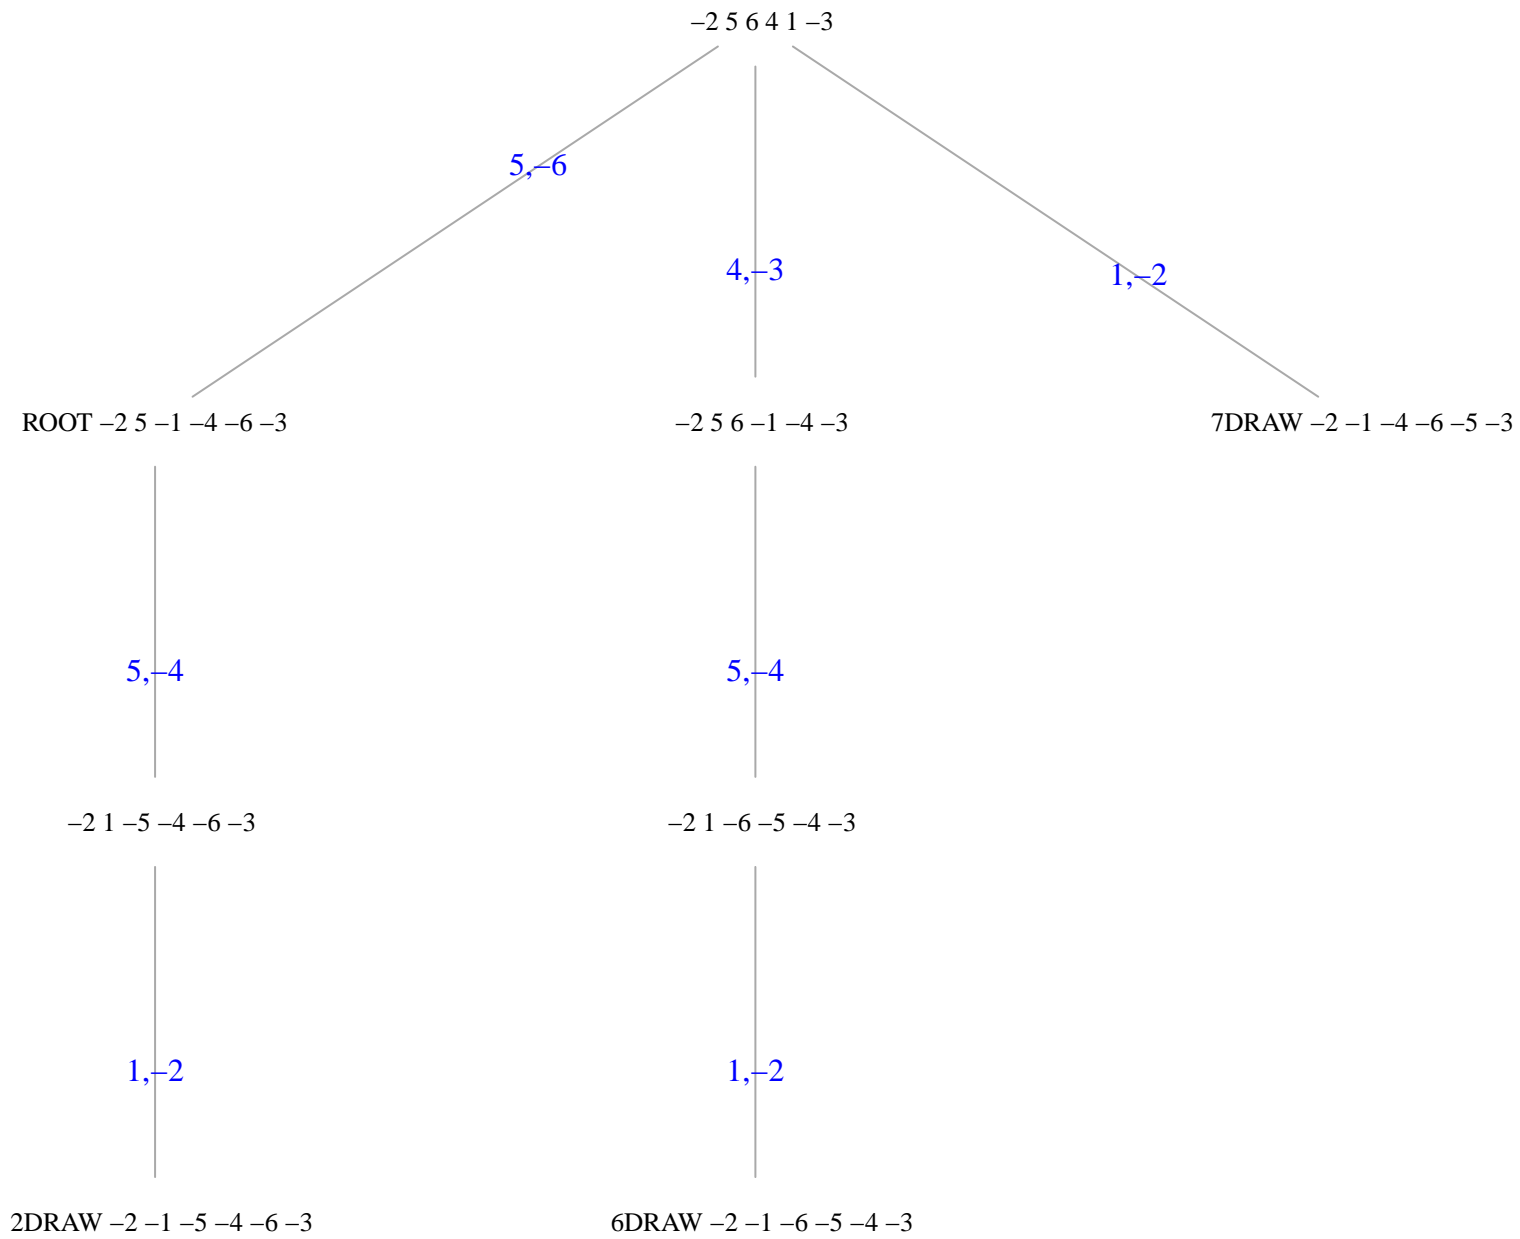 –2 5 6 4 1 –3
5,–6
4,–3
1,–2
ROOT –2 5 –1 –4 –6 –3
–2 5 6 –1 –4 –3
7DRAW –2 –1 –4 –6 –5 –3
5,–4
5,–4
–2 1 –5 –4 –6 –3
–2 1 –6 –5 –4 –3
1,–2
1,–2
2DRAW –2 –1 –5 –4 –6 –3
6DRAW –2 –1 –6 –5 –4 –3